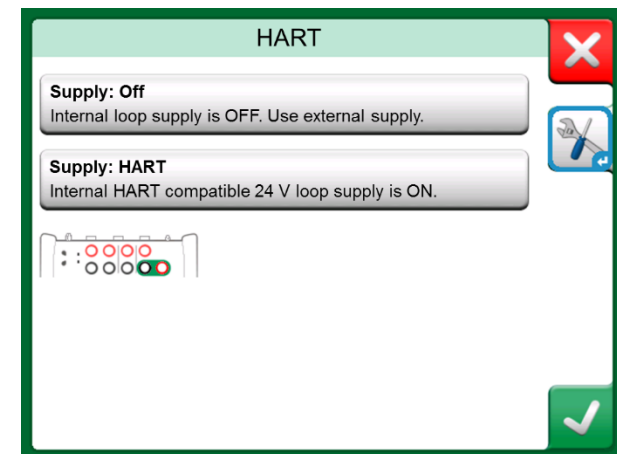 HART
Supply: Off
Internal loop supply is OFF. Use external supply.
Supply: HART
Internal HART compatible 24 V loop supply is ON.